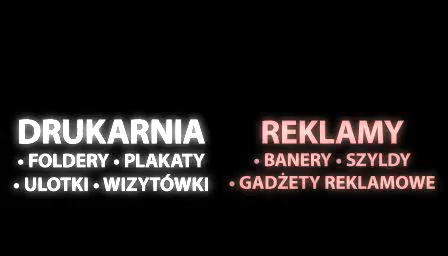 DRUKARNIA
• FOLDERY • PLAKATY
• ULOTKI • WIZYTÓWKI
REKLAMY
• BANERY • SZYLDY
• GADŻETY REKLAMOWE